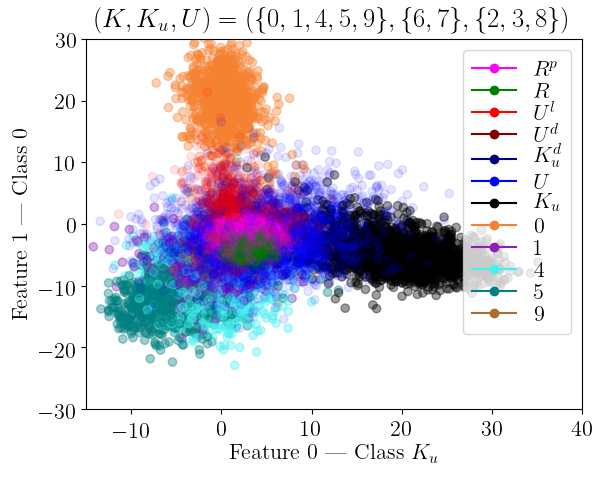 (K, K_u, U) = ({0, 1, 4, 5, 9}, {6, 7}, {2, 3, 8})
30
20
10
0
−10
−20
−30
Feature 1 — Class 0
R^p
R
U^l
U^d
K_u^d
U
K_u
0
1
4
5
9
−10
0
10
20
30
40
Feature 0 — Class K_u